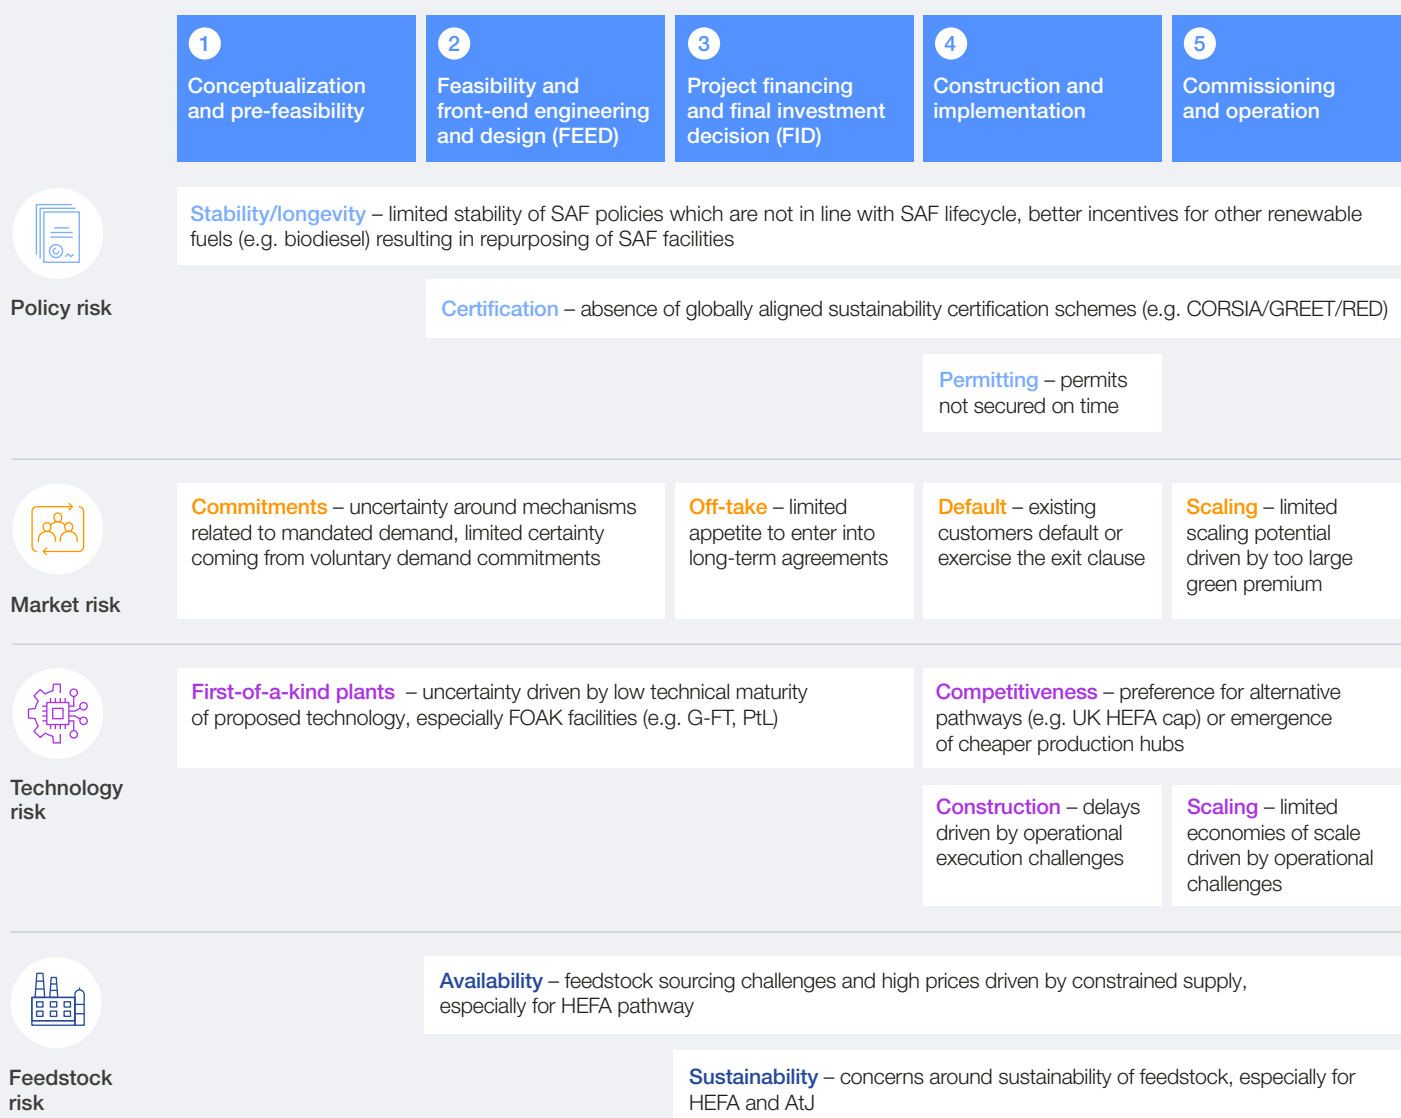 1
Conceptualization
and pre-feasibility
2
Feasibility and
front-end engineering
and design (FEED)
3
Project financing
and final investment
decision (FID)
4
Construction and
implementation
5
Commissioning
and operation
Policy risk
Stability/longevity – limited stability of SAF policies which are not in line with SAF lifecycle, better incentives for other renewable
fuels (e.g. biodiesel) resulting in repurposing of SAF facilities
Certification – absence of globally aligned sustainability certification schemes (e.g. CORSIA/GREET/RED)
Permitting – permits
not secured on time
Market risk
Commitments – uncertainty around mechanisms
related to mandated demand, limited certainty
coming from voluntary demand commitments
Off-take – limited
appetite to enter into
long-term agreements
Default – existing
customers default or
exercise the exit clause
Scaling – limited
scaling potential
driven by too large
green premium
Technology
risk
First-of-a-kind plants – uncertainty driven by low technical maturity
of proposed technology, especially FOAK facilities (e.g. G-FT, PtL)
Competitiveness – preference for alternative
pathways (e.g. UK HEFA cap) or emergence
of cheaper production hubs
Construction – delays
driven by operational
execution challenges
Scaling – limited
economies of scale
driven by operational
challenges
Feedstock
risk
Availability – feedstock sourcing challenges and high prices driven by constrained supply,
especially for HEFA pathway
Sustainability – concerns around sustainability of feedstock, especially for
HEFA and AtJ